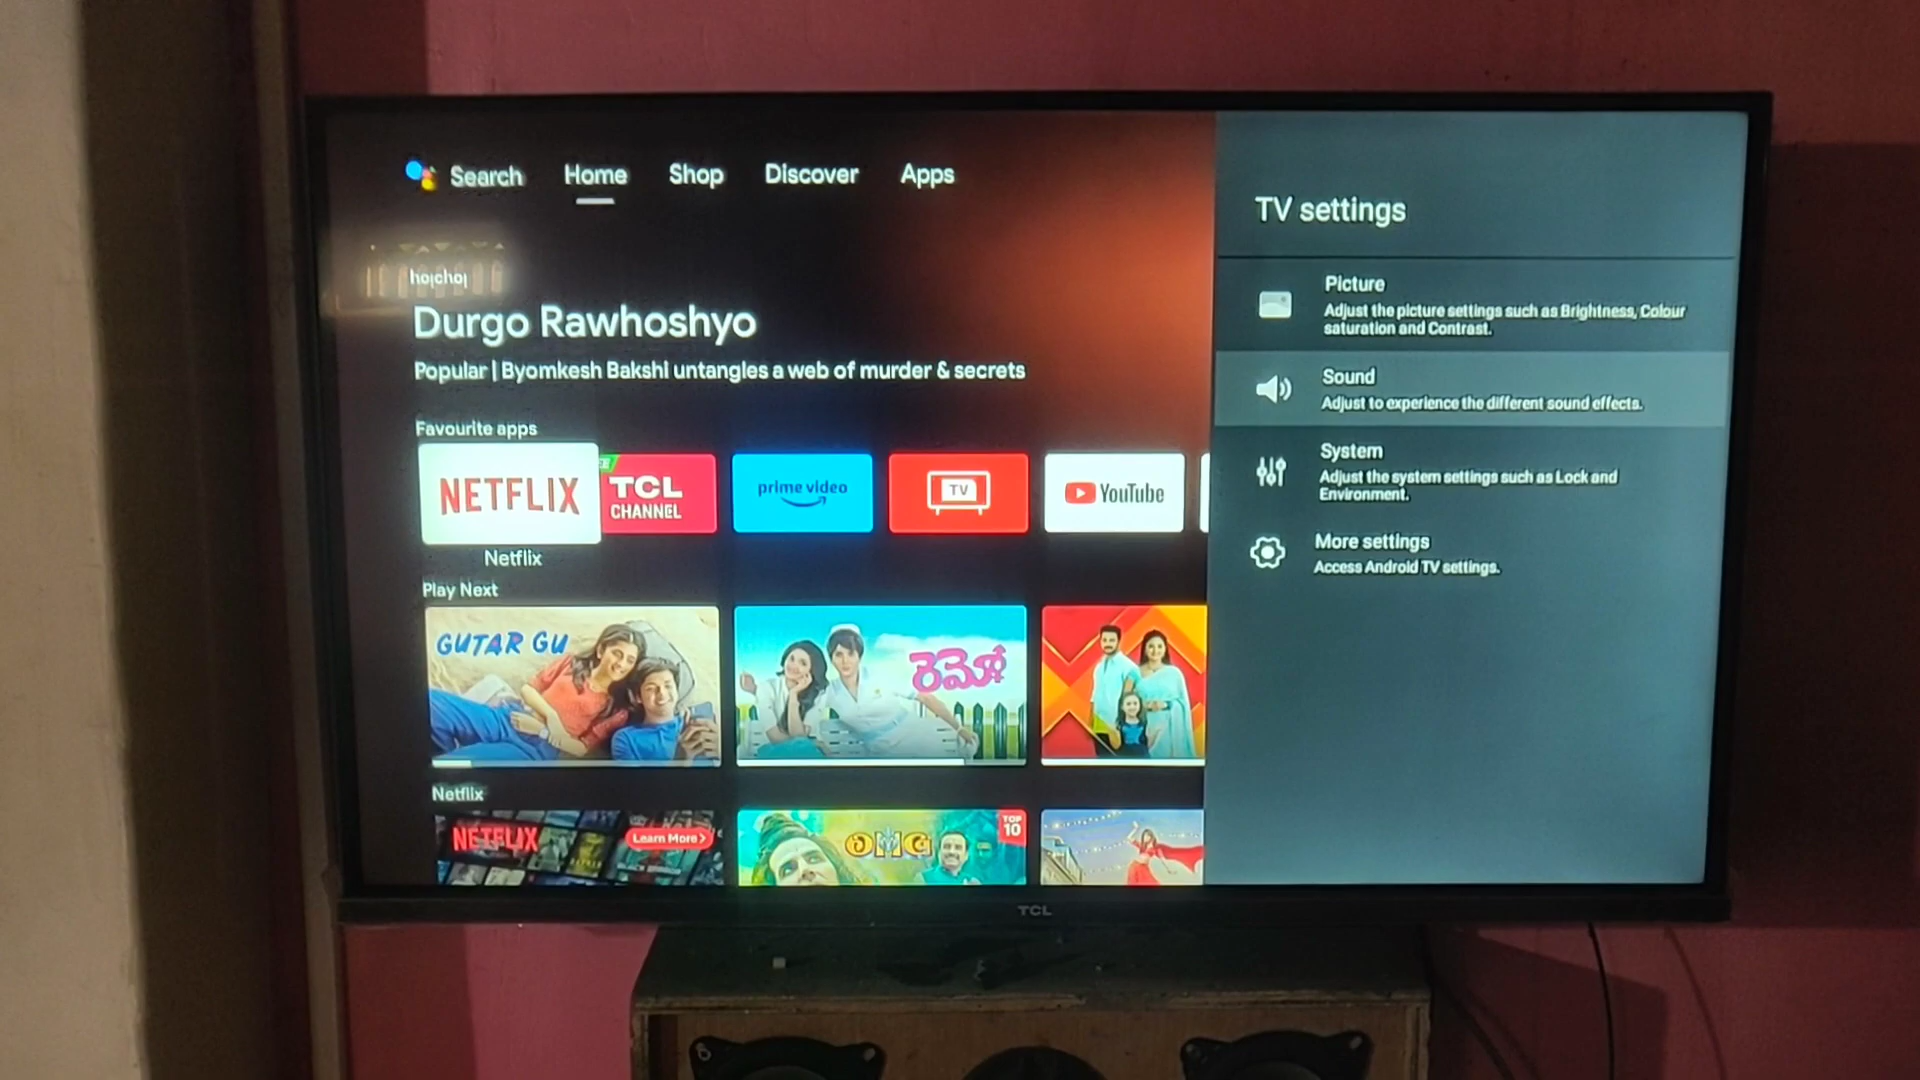 Search Home Shop Discover Apps
hoichoi
Durgo Rawhoshyo
Popular | Byomkesh Bakshi untangles a web of murder & secrets
Favourite apps
NETFLIX
TCL
CHANNEL
prime video
TV
YouTube
Netflix
Play Next
GUTAR GU
రెమో
Netflix
NETFLIX
Learn More >
OMG
TOP
10
TV settings
Picture
Adjust the picture settings such as Brightness, Colour
saturation and Contrast.
Sound
Adjust to experience the different sound effects.
System
Adjust the system settings such as Lock and
Environment.
More settings
Access Android TV settings.
TCL